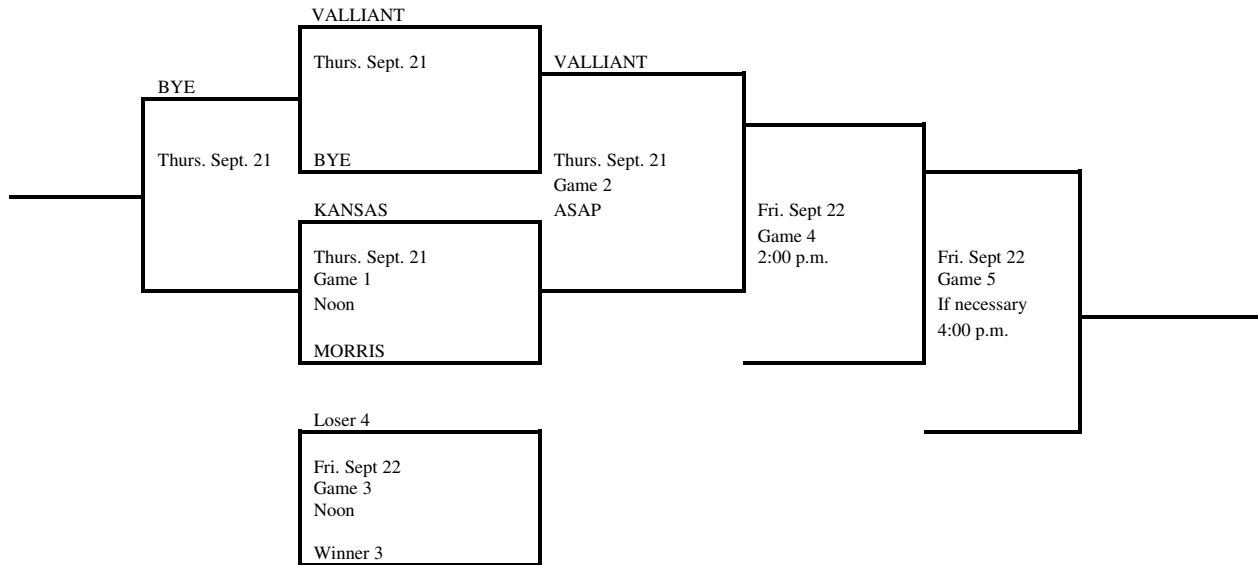 VALLIANT
Thurs. Sept. 21
VALLIANT
BYE
Thurs. Sept. 21
BYE
Thurs. Sept. 21
Game 2
ASAP
KANSAS
Fri. Sept 22
Game 4
2:00 p.m.
Thurs. Sept. 21
Game 1
Noon
Fri. Sept 22
Game 5
If necessary
4:00 p.m.
MORRIS
Loser 4
Fri. Sept 22
Game 3
Noon
Winner 3